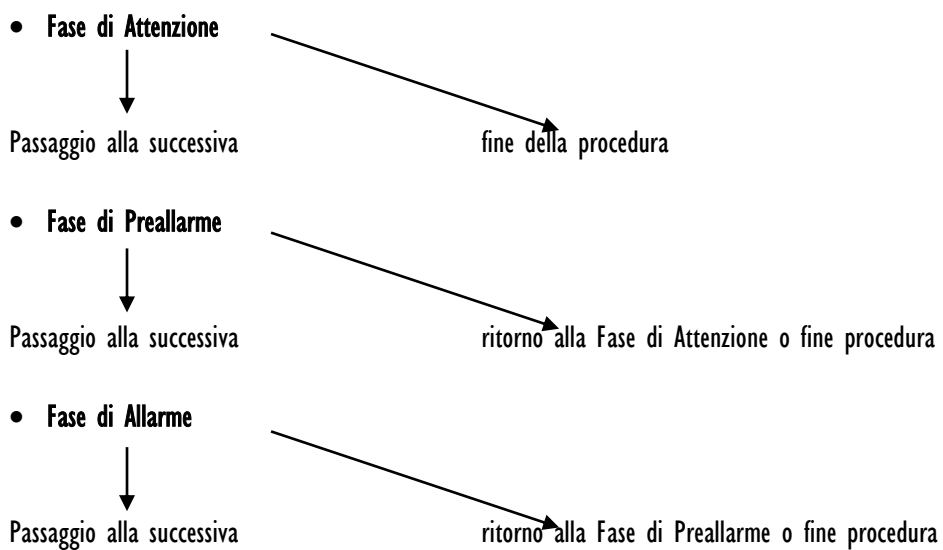 • Fase di Attenzione
Passaggio alla successiva fine della procedura
• Fase di Preallarme
Passaggio alla successiva ritorno alla Fase di Attenzione o fine procedura
• Fase di Allarme
Passaggio alla successiva ritorno alla Fase di Preallarme o fine procedura